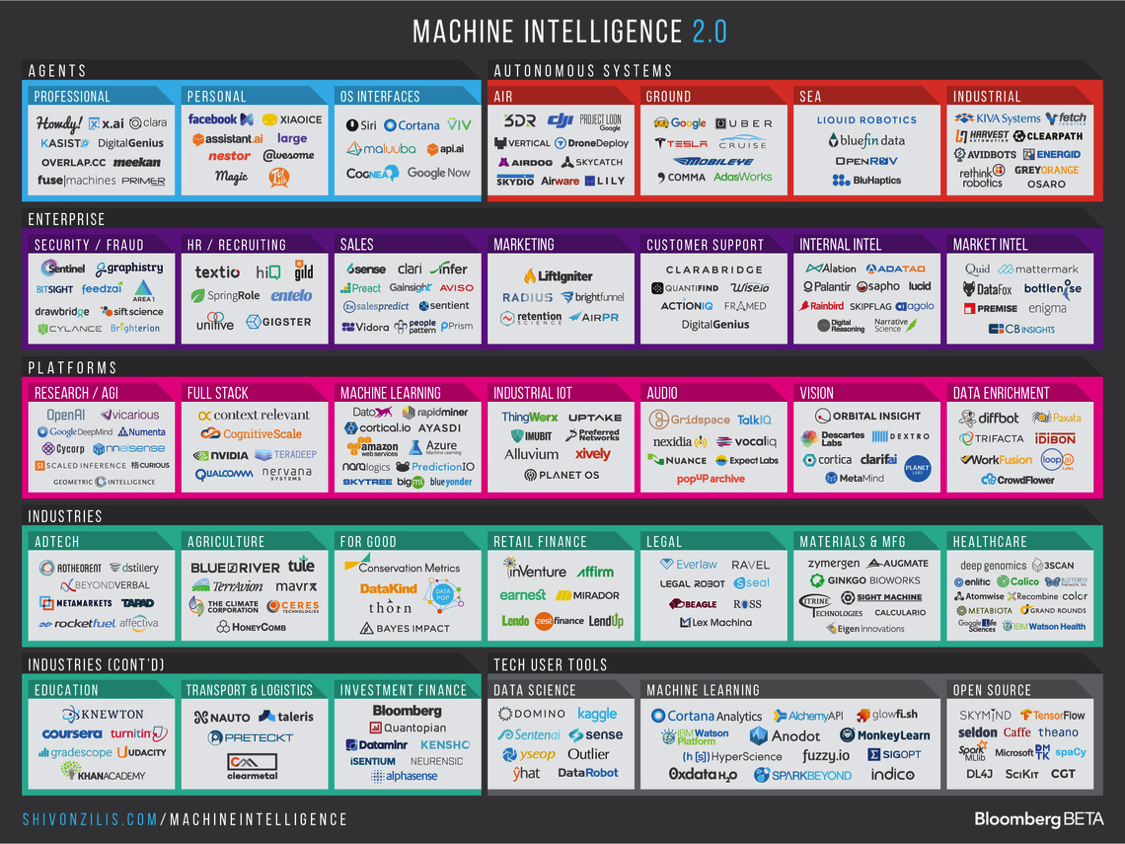 MACHINE INTELLIGENCE 2.0
AGENTS
PROFESSIONAL
Howdy! x.ai clara
KASIST DigitalGenius
OVERLAP.CC meekan
fuse|machines PRIMER
PERSONAL
facebook M XIAOICE
assistant.ai large
nestor @wesome
Magic
OS INTERFACES
Siri Cortana VIV
maluuba api.ai
COGNEA Google Now
AUTONOMOUS SYSTEMS
AIR
3DR dji PROJECT LOON
Google
VERTICAL DroneDeploy
AIRDOG SKYCATCH
SKYDIO Airware LILY
GROUND
Google UBER
TESLA CRUISE
MOBILEYE
COMMA AdasWorks
SEA
LIQUID ROBOTICS
bluefin data
OPENROV
BluHaptics
INDUSTRIAL
KIVA Systems fetch
robotics
HARVEST
AUTOMATION
CLEARPATH
AVIDBOTS ENERGID
rethink
robotics
GREYORANGE
OSARO
ENTERPRISE
SECURITY / FRAUD
Sentinel graphistry
BITSIGHT feedzai AREA 1
drawbridge sift science
CYLANCE Brighterion
HR / RECRUITING
textio hiQ gild
SpringRole entelo
unitive GIGSTER
SALES
6sense clari infer
Preact Gainsight AVISO
salespredict sentient
Vidora people
pattern
PRISM
MARKETING
LiftIgniter
RADIUS brightfunnel
retention
SCIENCE
AIRPR
CUSTOMER SUPPORT
CLARABRIDGE
QUANTIFIND Wise.io
ACTIONIQ FRAMED
DigitalGenius
INTERNAL INTEL
Alation ADATAO
Palantir sapho lucid
Rainbird SKIPFLAG agolo
Digital
Reasoning
Narrative
Science
MARKET INTEL
Quid mattermark
DataFox bottlenose
PREMISE enigma
CB INSIGHTS
PLATFORMS
RESEARCH / AGI
OpenAI vicarious
Google DeepMind Numenta
Cycorp nnaisense
SCALED INFERENCE CURIOUS
GEOMETRIC INTELLIGENCE
FULL STACK
context relevant
CognitiveScale
NVIDIA TERADEEP
QUALCOMM nervana
SYSTEMS
MACHINE LEARNING
Dato rapidminer
cortical.io AYASDI
amazon
web services
Azure
Machine Learning
nara logics PredictionIO
SKYTREE bigml blueyonder
INDUSTRIAL IOT
ThingWorx UPTAKE
IMUBIT Preferred
Networks
Alluvium xively
PLANET OS
AUDIO
Gridspace TalkIQ
nexidia vocaliq
NUANCE Expect Labs
popUparchive
VISION
ORBITAL INSIGHT
Descartes
Labs
DEXTRO
cortica clarifai
MetaMind PLANET
LABS
DATA ENRICHMENT
diffbot Paxata
TRIFACTA IDIBON
WorkFusion loop ai
LABS
CrowdFlower
INDUSTRIES
ADTECH
ROTHEORENT dstillery
BEYONDVERBAL
METAMARKETS TAPAD
rocketfuel affectiva
AGRICULTURE
BLUE RIVER tule
TERRAVION mavrx
THE CLIMATE
CORPORATION
CERES
TECHNOLOGIES
HONEYCOMB
FOR GOOD
Conservation Metrics
DataKind DATA
POP
thorn
BAYES IMPACT
RETAIL FINANCE
inVenture affirm
earnest MIRADOR
Lendo zestfinance LendUp
LEGAL
Everlaw RAVEL
LEGAL ROBOT Seal
BEAGLE ROSS
Lex Machina
MATERIALS & MFG
zymergen AUGMATE
GINKGO BIOWORKS
CITRINE SIGHT MACHINE
TECHNOLOGIES CALCULARIO
Eigen Innovations
HEALTHCARE
deep genomics 3SCAN
enlitic Calico BUTTERFLY
Atomwise Recombine color
METABIOTA GRAND ROUNDS
Google Life
Sciences
IBM Watson Health
INDUSTRIES (CONT'D)
EDUCATION
KNEWTON
coursera turnitin
gradescope UDACITY
KHANACADEMY
TRANSPORT & LOGISTICS
NAUTO taleris
PRETECKT
clearmetal
INVESTMENT FINANCE
Bloomberg
Quantopian
Dataminr KENSHO
iSENTIUM NEURENSIC
alphasense
TECH USER TOOLS
DATA SCIENCE
DOMINO kaggle
Sentenai sense
yseop Outlier
ŷhat DataRobot
MACHINE LEARNING
Cortana Analytics AlchemyAPI glowfi.sh
IBM Watson
Platform
Anodot MonkeyLearn
(h[s]) HyperScience fuzzy.io SIGOPT
0xdata H2O SPARKBEYOND indico
OPEN SOURCE
SKYMIND TensorFlow
seldon Caffe theano
Spark
MLlib
Microsoft DMTK spaCy
DL4J SCIKIT CGT
SHIVONZILIS.COM/MACHINEINTELLIGENCE
Bloomberg BETA